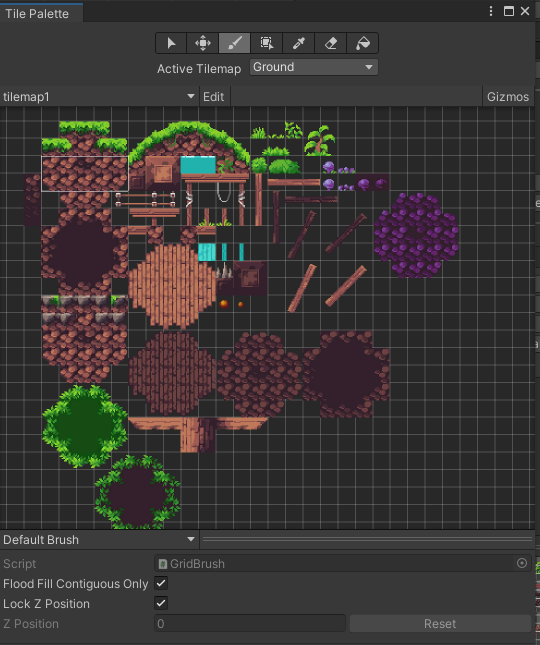 Tile Palette
Active Tilemap Ground
tilemap1 Edit Gizmos
Default Brush
Script GridBrush
Flood Fill Contiguous Only
Lock Z Position
Z Position 0 Reset